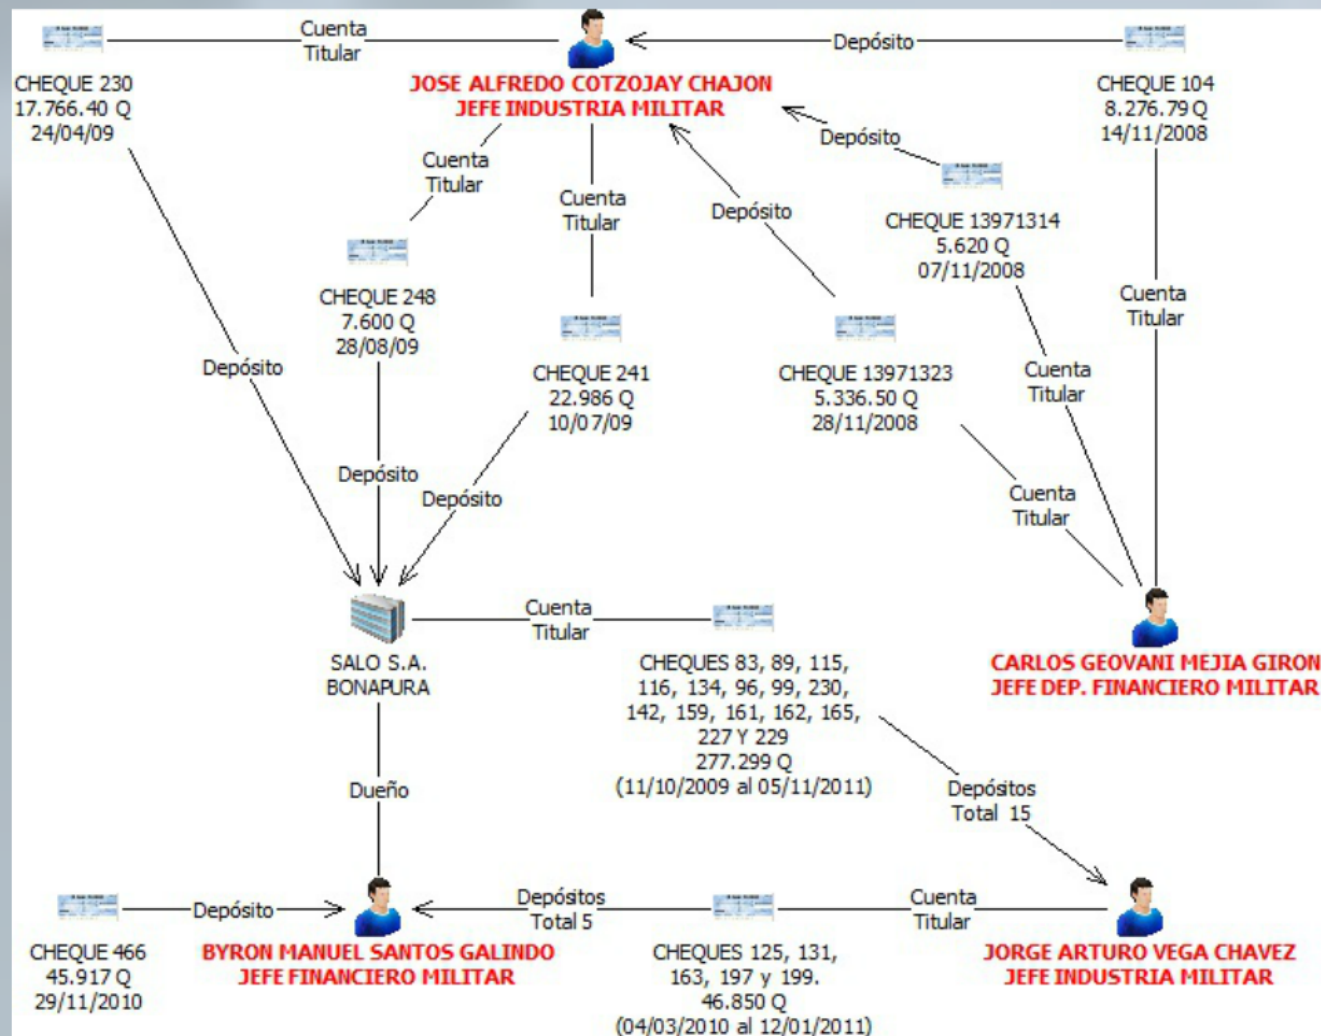 Cuenta
Titular
Depósito
CHEQUE 230
17.766.40 Q
24/04/09
JOSE ALFREDO COTZOJAY CHAJON
JEFE INDUSTRIA MILITAR
CHEQUE 104
8.276.79 Q
14/11/2008
Depósito
Cuenta
Titular
Cuenta
Titular
Depósito
CHEQUE 13971314
5.620 Q
07/11/2008
CHEQUE 248
7.600 Q
28/08/09
Cuenta
Titular
Depósito
CHEQUE 241
22.986 Q
10/07/09
CHEQUE 13971323
5.336.50 Q
28/11/2008
Cuenta
Titular
Depósito
Depósito
Cuenta
Titular
Cuenta
Titular
SALO S.A.
BONAPURA
CHEQUES 83, 89, 115,
116, 134, 96, 99, 230,
142, 159, 161, 162, 165,
227 Y 229
277.299 Q
(11/10/2009 al 05/11/2011)
CARLOS GEOVANI MEJIA GIRON
JEFE DEP. FINANCIERO MILITAR
Dueño
Depósitos
Total 15
Depósito
Depósitos
Total 5
Cuenta
Titular
CHEQUE 466
45.917 Q
29/11/2010
BYRON MANUEL SANTOS GALINDO
JEFE FINANCIERO MILITAR
CHEQUES 125, 131,
163, 197 y 199.
46.850 Q
(04/03/2010 al 12/01/2011)
JORGE ARTURO VEGA CHAVEZ
JEFE INDUSTRIA MILITAR